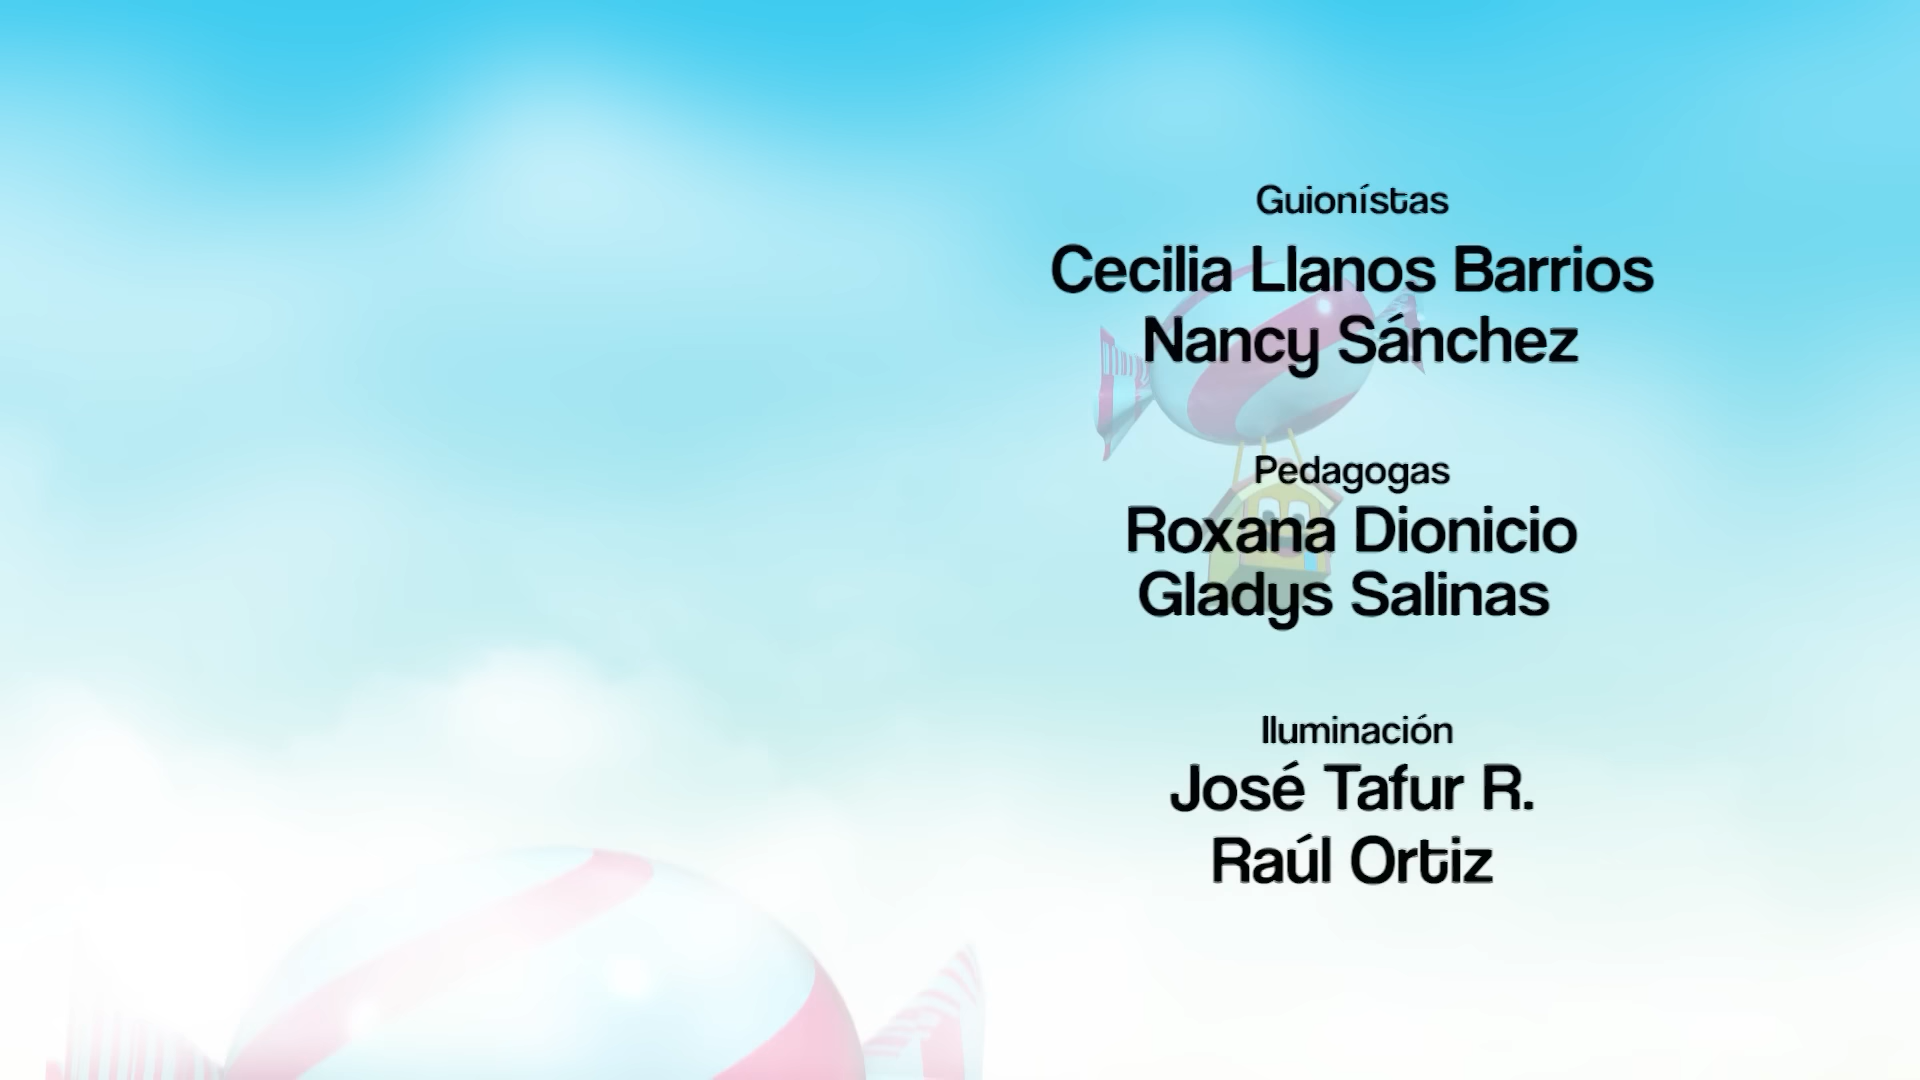 Guionístas
Cecilia Llanos Barrios
Nancy Sánchez
Pedagogas
Roxana Dionicio
Gladys Salinas
Iluminación
José Tafur R.
Raúl Ortiz